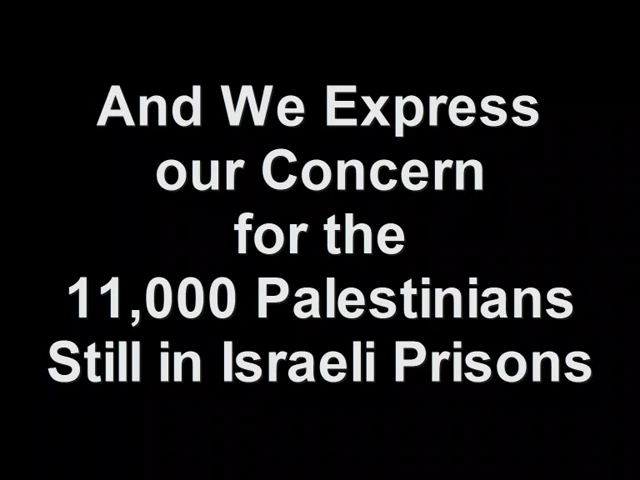 And We Express
our Concern
for the
11,000 Palestinians
Still in Israeli Prisons